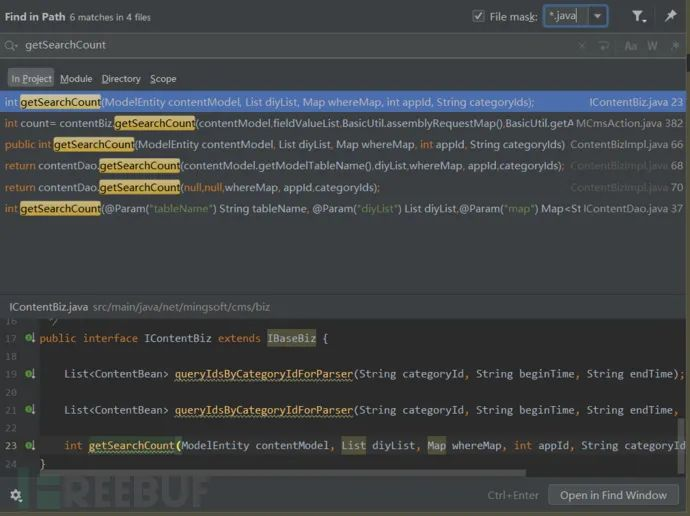 Find in Path 6 matches in 4 files File mask: *.java
getSearchCount Aa W .*
In Project Module Directory Scope
int getSearchCount(ModelEntity contentModel, List diyList, Map whereMap, int appId, String categoryIds); IContentBiz.java 23
int count= contentBiz.getSearchCount(contentModel,fieldValueList,BasicUtil.assemblyRequestMap(),BasicUtil.getA MCmsAction.java 382
public int getSearchCount(ModelEntity contentModel, List diyList, Map whereMap, int appId, String categoryIds) ContentBizImpl.java 66
return contentDao.getSearchCount(contentModel.getModelTableName(),diyList,whereMap, appId,categoryIds); ContentBizImpl.java 68
return contentDao.getSearchCount(null,null,whereMap, appId,categoryIds); ContentBizImpl.java 70
int getSearchCount(@Param("tableName") String tableName, @Param("diyList") List diyList,@Param("map") Map<St IContentDao.java 37
IContentBiz.java src/main/java/net/mingsoft/cms/biz
16 */
17 public interface IContentBiz extends IBaseBiz {
18
19 List<ContentBean> queryIdsByCategoryIdForParser(String categoryId, String beginTime, String endTime);
20
21 List<ContentBean> queryIdsByCategoryIdForParser(String categoryId, String beginTime, String endTime,
22
23 int getSearchCount(ModelEntity contentModel, List diyList, Map whereMap, int appId, String categoryId
24 }
FREEBUF
Ctrl+Enter Open in Find Window